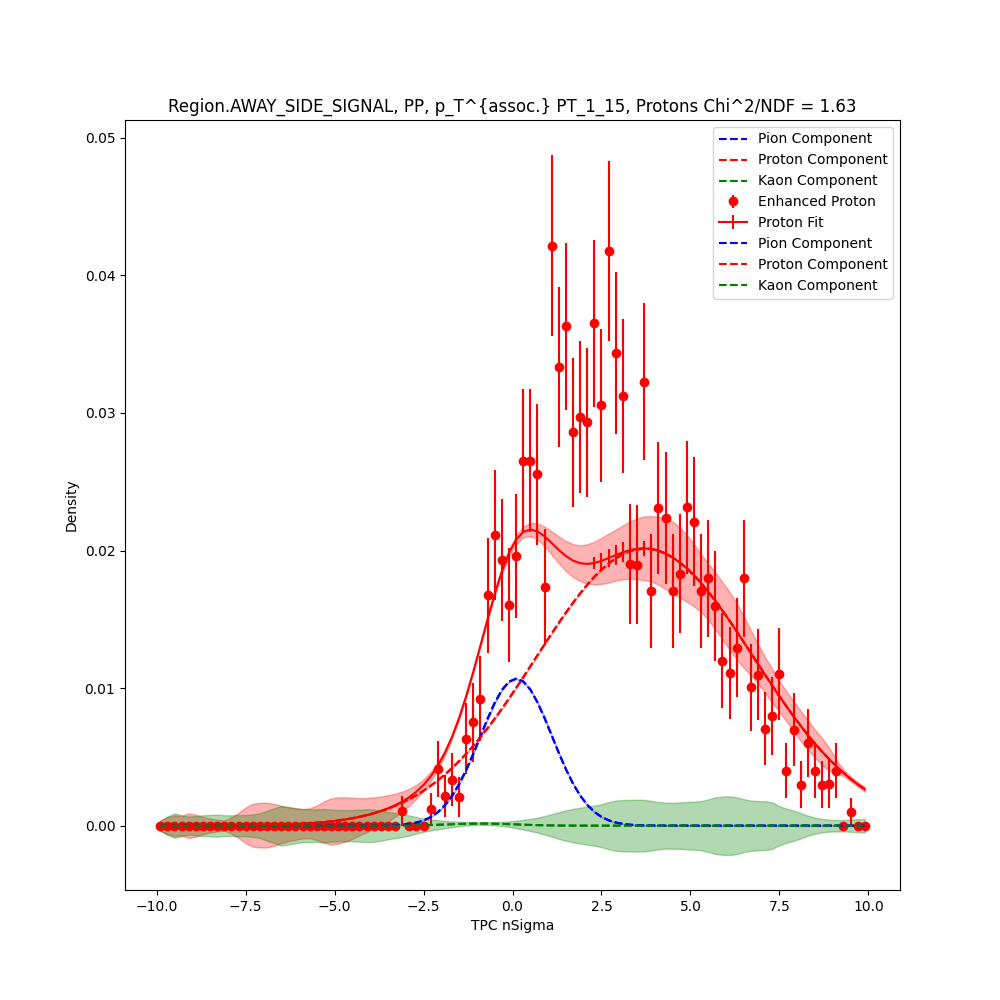 Region.AWAY_SIDE_SIGNAL, PP, p_T^{assoc.} PT_1_15, Protons Chi^2/NDF = 1.63
Pion Component
Proton Component
Kaon Component
Enhanced Proton
Proton Fit
Pion Component
Proton Component
Kaon Component
0.05
0.04
0.03
0.02
0.01
0.00
Density
−10.0 −7.5 −5.0 −2.5 0.0 2.5 5.0 7.5 10.0
TPC nSigma